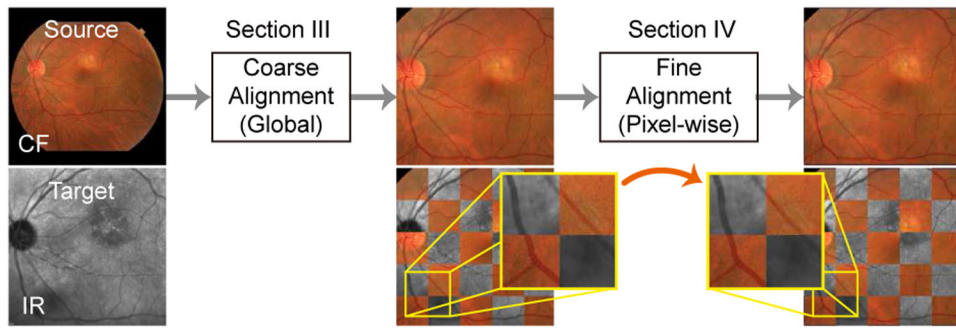 Source
CF
Section III
Coarse
Alignment
(Global)
Section IV
Fine
Alignment
(Pixel-wise)
Target
IR